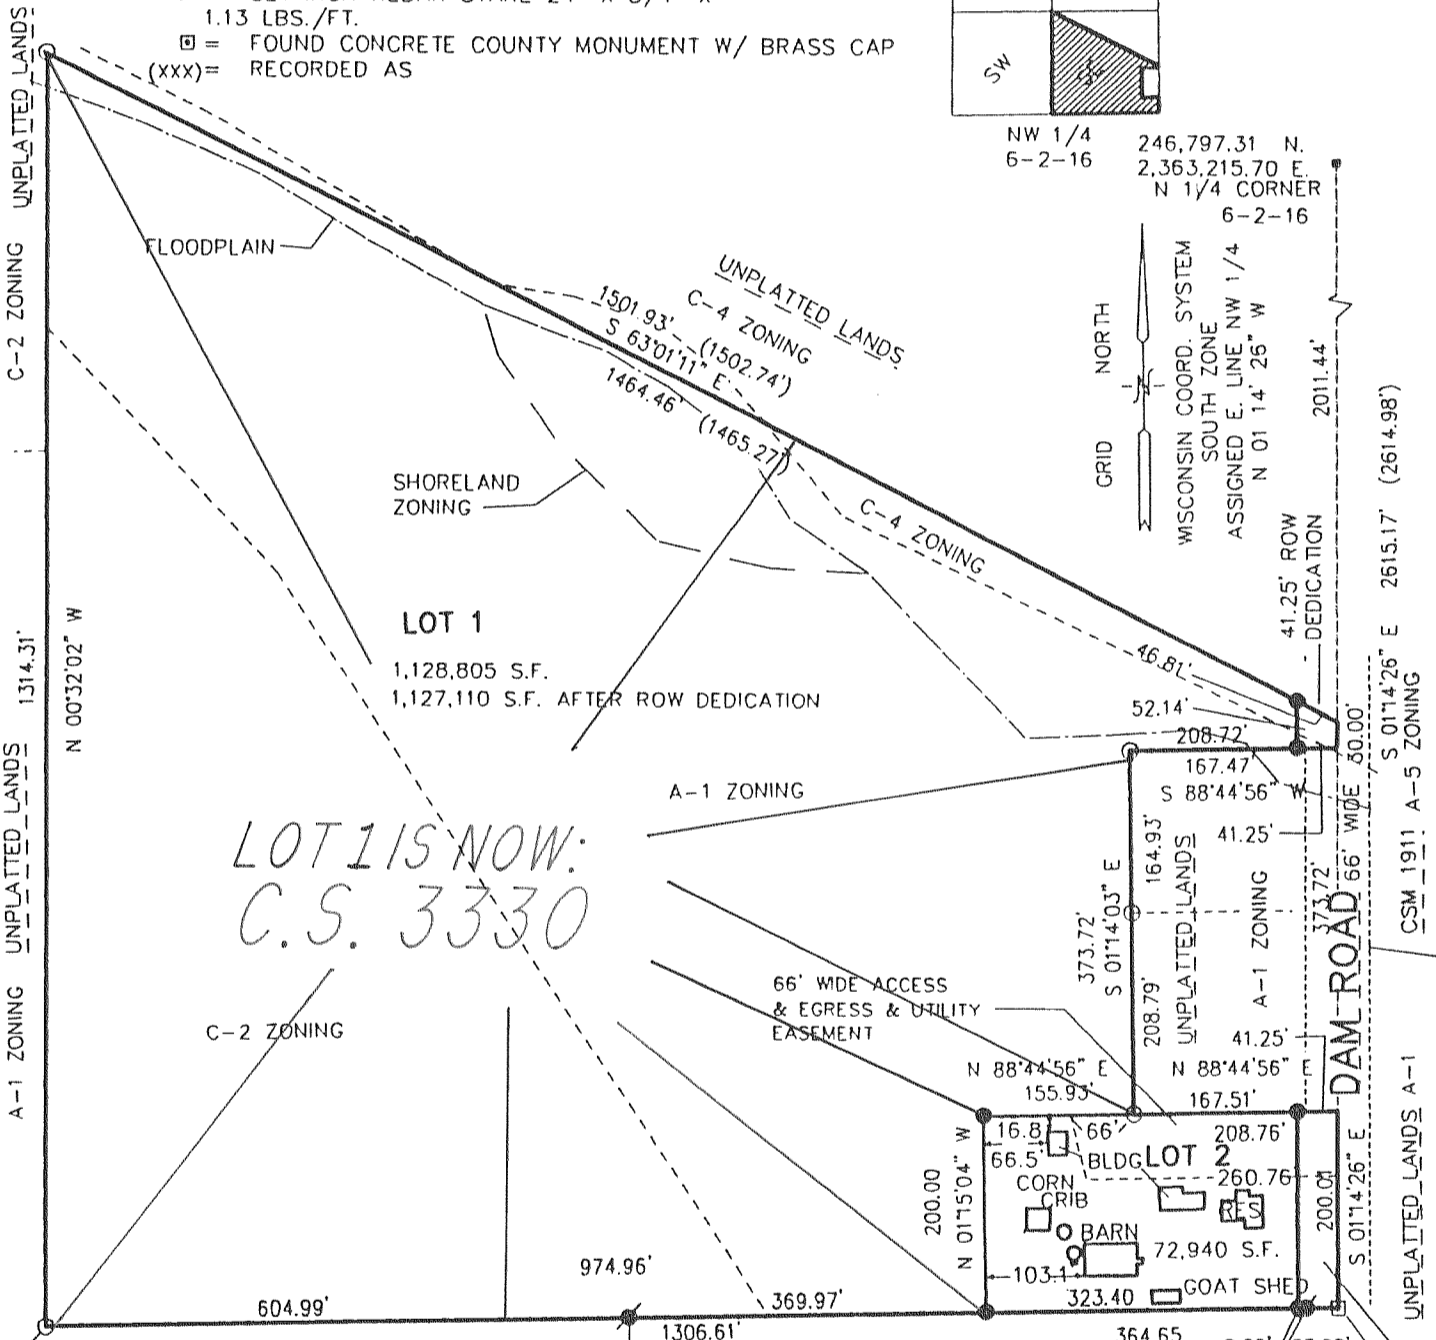 1.13 LBS./FT.
= FOUND CONCRETE COUNTY MONUMENT W/ BRASS CAP
(XXX)= RECORDED AS
SW
NW 1/4
6-2-16
246,797.31 N.
2,363,215.70 E.
N 1/4 CORNER
6-2-16
UNPLATTED LANDS
C-2 ZONING
FLOODPLAIN
UNPLATTED LANDS
C-4 ZONING
1501.93' (1502.74')
S 63°01'11" E
1464.46' (1465.27')
GRID NORTH
WISCONSIN COORD. SYSTEM
SOUTH ZONE
ASSIGNED E. LINE NW 1/4
N 01 14' 26" W
2011.44'
S 01°14'26" E 2615.17' (2614.98')
SHORELAND
ZONING
C-4 ZONING
41.25' ROW
DEDICATION
LOT 1
1,128,805 S.F.
1,127,110 S.F. AFTER ROW DEDICATION
1314.31'
N 00°32'02" W
46.81'
52.14'
208.72'
167.47'
S 88°44'56" W
41.25'
A-1 ZONING
LOT 1 IS NOW:
C.S. 3330
A-1 ZONING UNPLATTED LANDS
C-2 ZONING
164.93'
373.72'
S 01°14'03" E
208.79'
UNPLATTED LANDS
A-1 ZONING
373.72'
DAM ROAD 66' WIDE
CSM 1911 A-5 ZONING
66' WIDE ACCESS
& EGRESS & UTILITY
EASEMENT
41.25'
N 88°44'56" E
155.93'
N 88°44'56" E
167.51'
200.00
N 01°15'04" W
16.8
66'
208.76'
66.5'
BLDG
LOT 2
260.76
CORN
CRIB
RES
BARN
72,940 S.F.
103.1
GOAT SHED
323.40
200.01
S 01°14'26" E
UNPLATTED LANDS A-1
974.96'
604.99'
369.97'
1306.61'
364.65